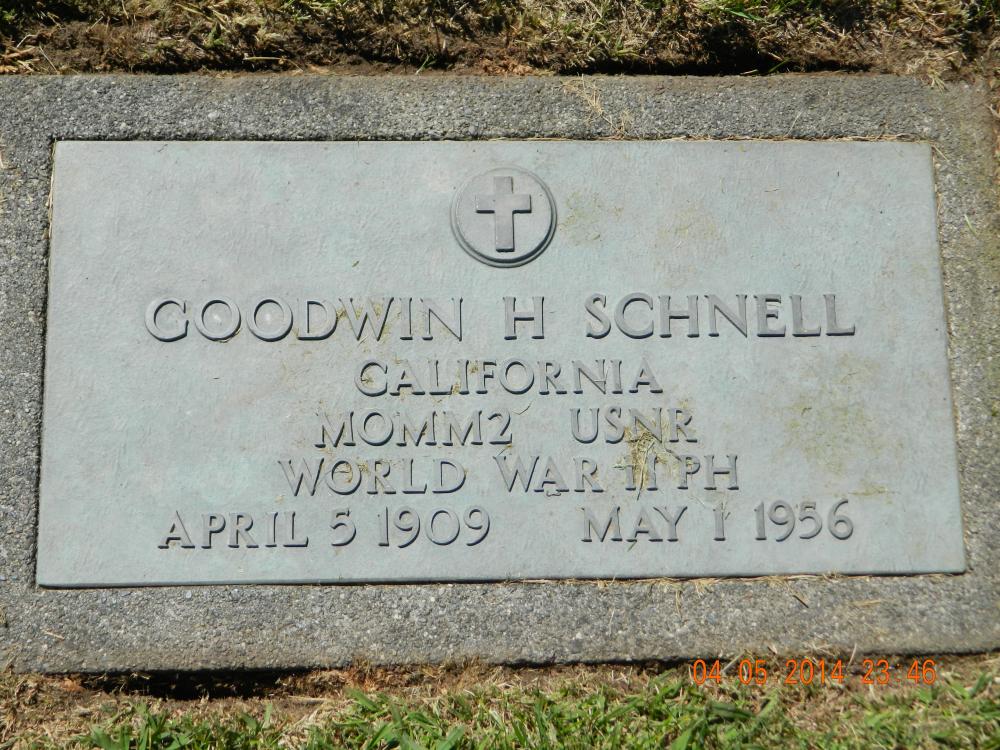 GOODWIN H SCHNELL
CALIFORNIA
MOMM2 USNR
WORLD WAR II PH
APRIL 5 1909 MAY 1 1956
04 05 2014 23 46